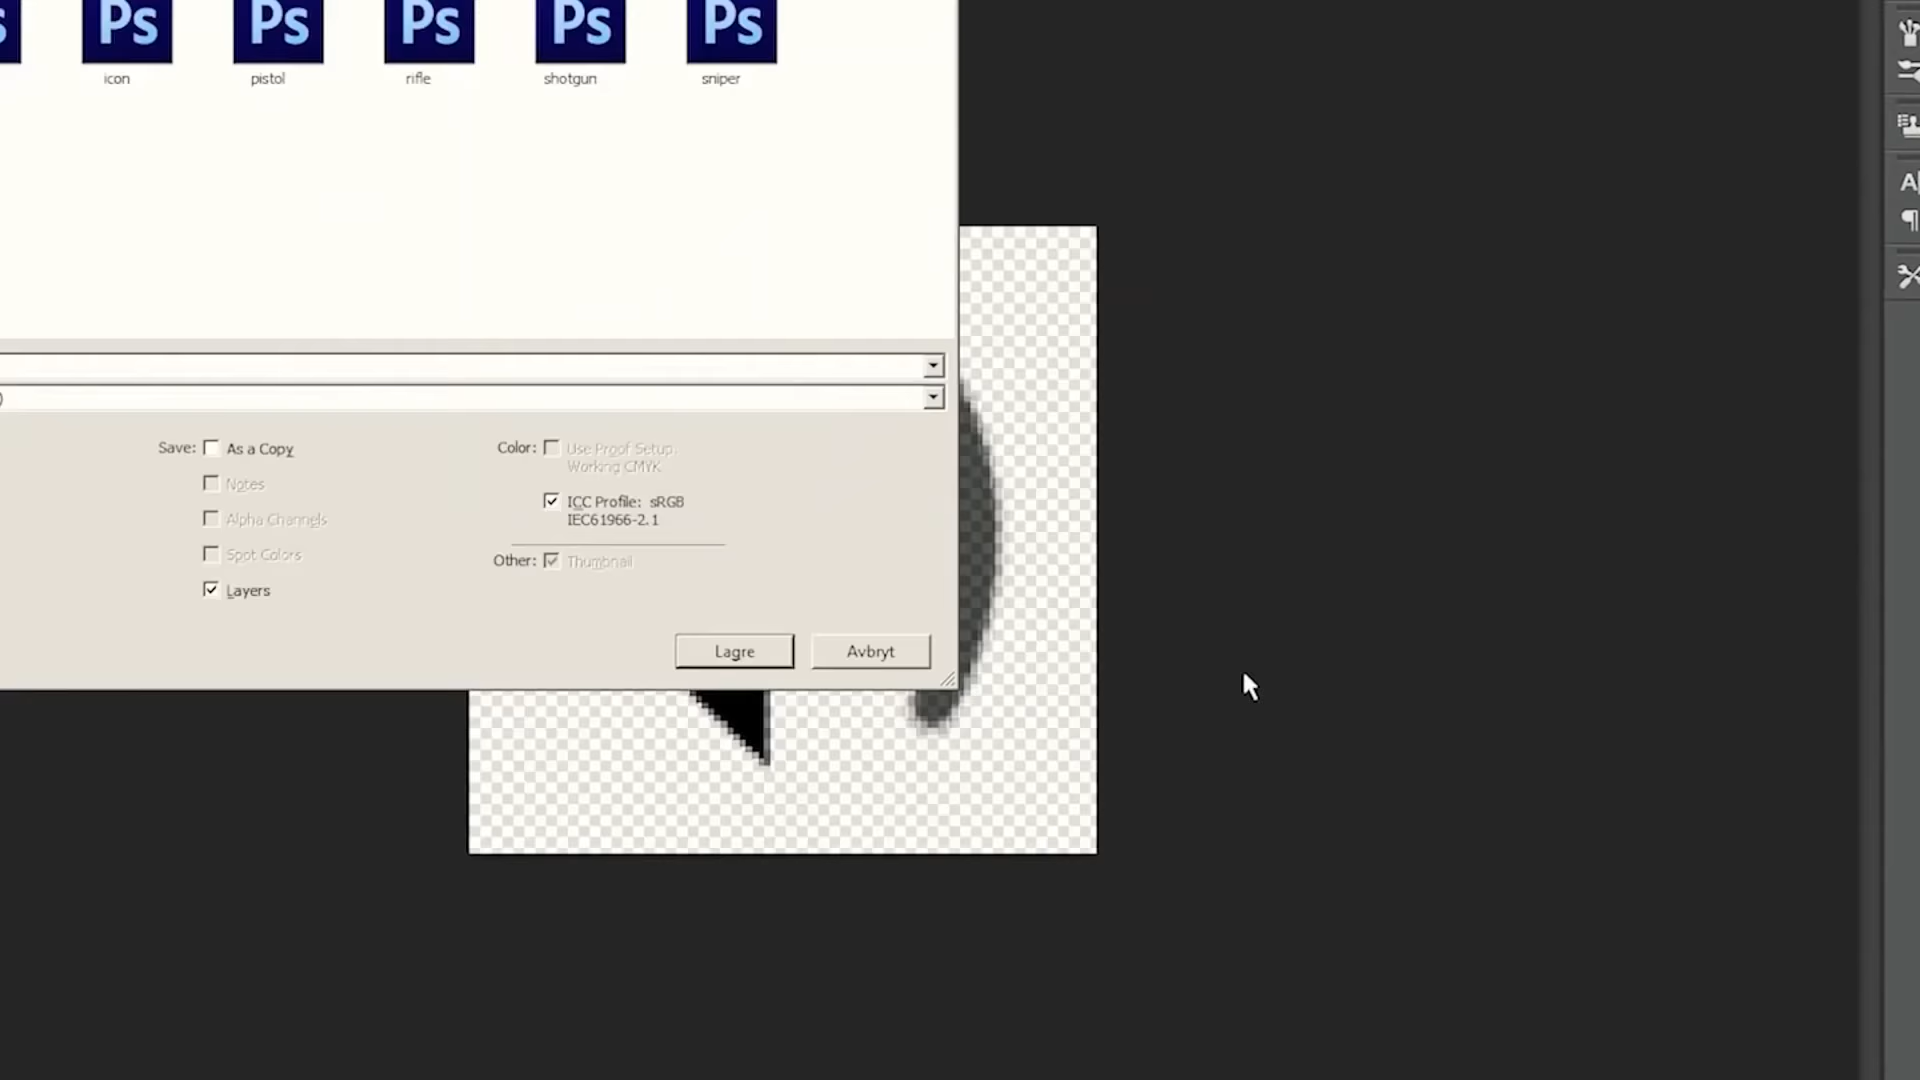 Ps Ps Ps Ps Ps
icon pistol rifle shotgun sniper
)
Save: As a Copy
Notes
Alpha Channels
Spot Colors
Layers
Color: Use Proof Setup:
Working CMYK
ICC Profile: sRGB
IEC61966-2.1
Other: Thumbnail
Lagre Avbryt